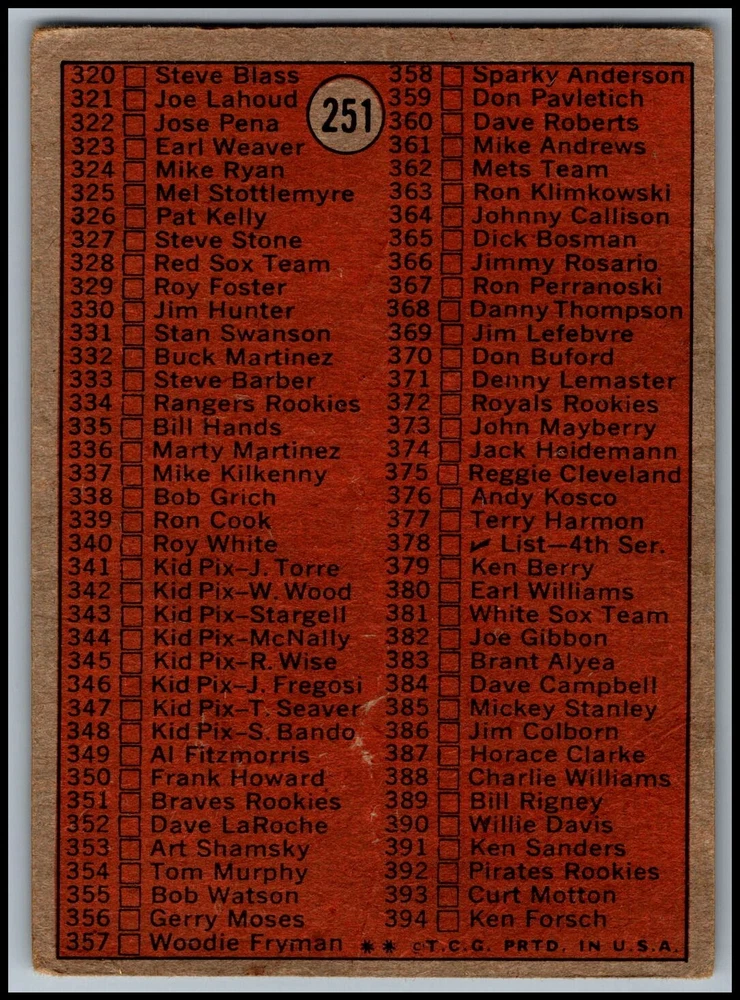 251
320 Steve Blass
321 Joe Lahoud
322 Jose Pena
323 Earl Weaver
324 Mike Ryan
325 Mel Stottlemyre
326 Pat Kelly
327 Steve Stone
328 Red Sox Team
329 Roy Foster
330 Jim Hunter
331 Stan Swanson
332 Buck Martinez
333 Steve Barber
334 Rangers Rookies
335 Bill Hands
336 Marty Martinez
337 Mike Kilkenny
338 Bob Grich
339 Ron Cook
340 Roy White
341 Kid Pix-J. Torre
342 Kid Pix-W. Wood
343 Kid Pix-Stargell
344 Kid Pix-McNally
345 Kid Pix-R. Wise
346 Kid Pix-J. Fregosi
347 Kid Pix-T. Seaver
348 Kid Pix-S. Bando
349 Al Fitzmorris
350 Frank Howard
351 Braves Rookies
352 Dave LaRoche
353 Art Shamsky
354 Tom Murphy
355 Bob Watson
356 Gerry Moses
357 Woodie Fryman
358 Sparky Anderson
359 Don Pavletich
360 Dave Roberts
361 Mike Andrews
362 Mets Team
363 Ron Klimkowski
364 Johnny Callison
365 Dick Bosman
366 Jimmy Rosario
367 Ron Perranoski
368 Danny Thompson
369 Jim Lefebvre
370 Don Buford
371 Denny Lemaster
372 Royals Rookies
373 John Mayberry
374 Jack Heidemann
375 Reggie Cleveland
376 Andy Kosco
377 Terry Harmon
378 ✓ List-4th Ser.
379 Ken Berry
380 Earl Williams
381 White Sox Team
382 Joe Gibbon
383 Brant Alyea
384 Dave Campbell
385 Mickey Stanley
386 Jim Colborn
387 Horace Clarke
388 Charlie Williams
389 Bill Rigney
390 Willie Davis
391 Ken Sanders
392 Pirates Rookies
393 Curt Motton
394 Ken Forsch
** ©T.C.G. PRTD. IN U.S.A.